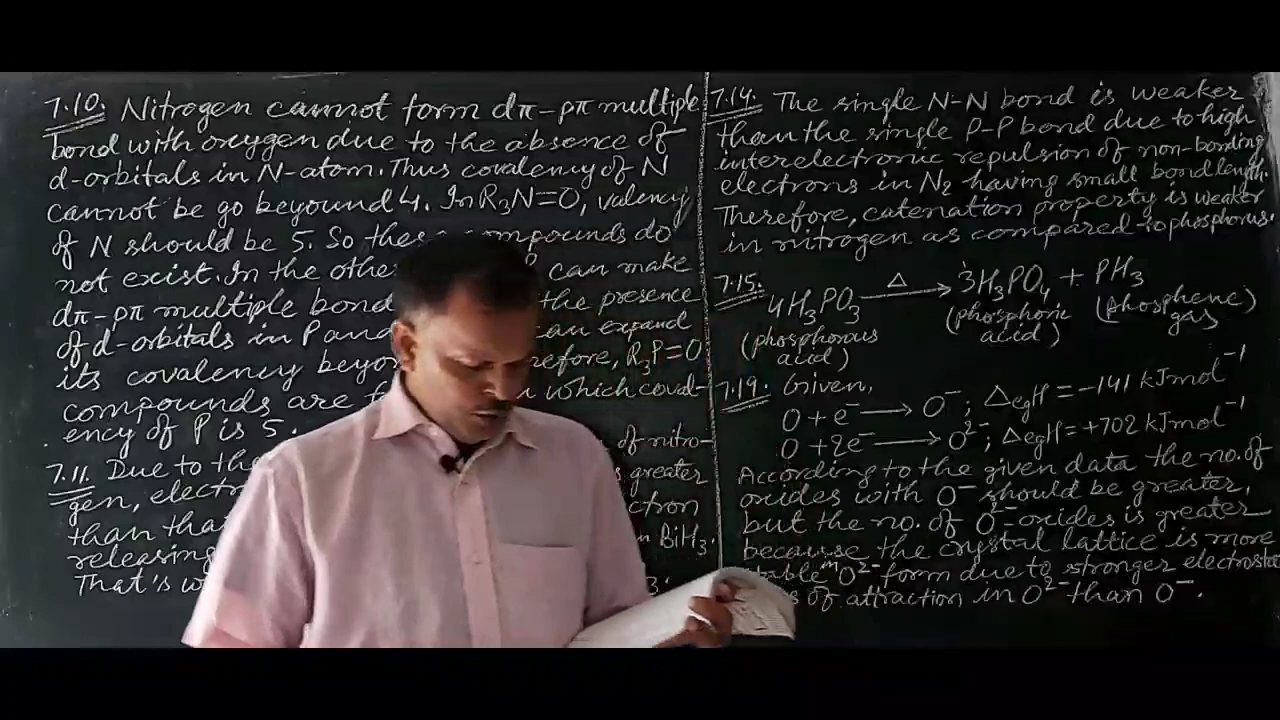 7.10. Nitrogen cannot form dπ-pπ multiple
bond with oxygen due to the absence of
d-orbitals in N-atom. Thus covalency of N
cannot be go beyound 4. In R₃N=O, valency
of N should be 5. So these compounds do
not exist. In the othe can make
dπ-pπ multiple bond the presence
of d-orbitals in P and can expand
its covalency beyo refore, R₃P=O
compounds are which coval-
ency of P is 5.
7.11. Due to the of nitro-
gen, electr s greater
than tha ctron
releasing n BiH₃.
That's w
7.14. The single N-N bond is weaker
than the single P-P bond due to high
interelectronic repulsion of non-bonding
electrons in N₂ having small bond length.
Therefore, catenation property is weaker
in nitrogen as compared to phosphorus.
7.15. 4H₃PO₃ —Δ→ 3H₃PO₄ + PH₃
(phosphorous acid) (phosphoric acid) (phosphene) gas
7.19. Given,
O + e⁻ → O⁻; ΔegH = -141 kJmol⁻¹
O + 2e⁻ → O²⁻; ΔegH = +702 kJmol⁻¹
According to the given data the no. of
oxides with O⁻ should be greater,
but the no. of O²⁻ oxides is greater
because the crystal lattice is more
stable in O²⁻ form due to stronger electrosta
s of attraction in O²⁻ than O⁻.